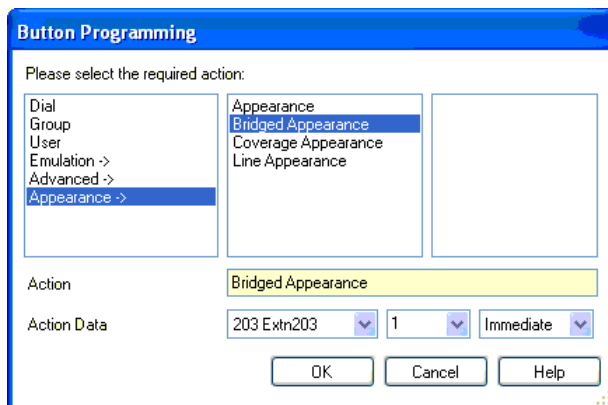 Button Programming
Please select the required action:
Dial
Group
User
Emulation ->
Advanced ->
Appearance ->
Appearance
Bridged Appearance
Coverage Appearance
Line Appearance
Action
Bridged Appearance
Action Data
203 Extn203
1
Immediate
OK
Cancel
Help